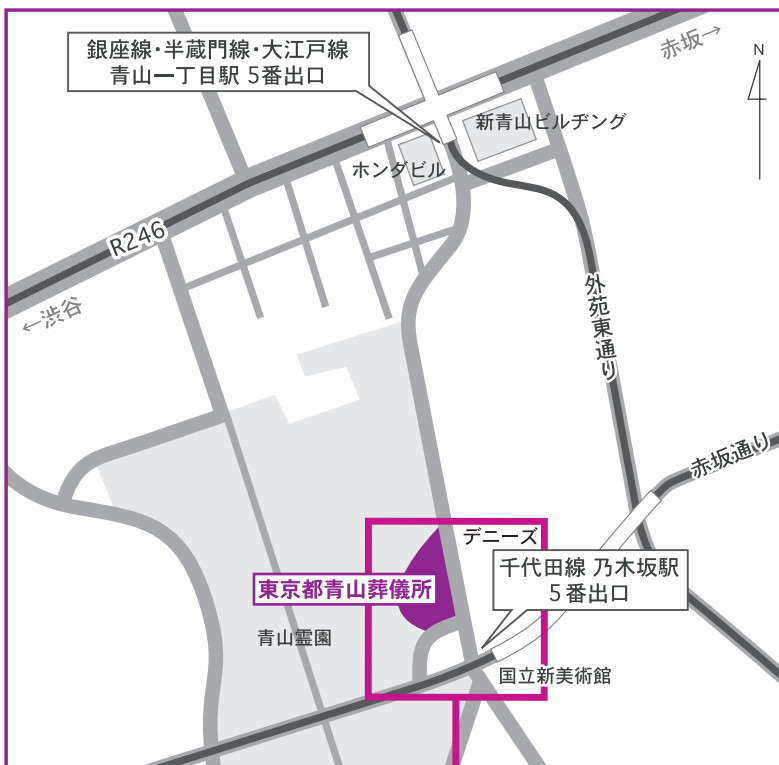 銀座線・半蔵門線・大江戸線
青山一丁目駅 5番出口
赤坂→
N
新青山ビルヂング
ホンダビル
R246
←渋谷
外苑東通り
赤坂通り
デニーズ
千代田線 乃木坂駅
5番出口
東京都青山葬儀所
青山霊園
国立新美術館